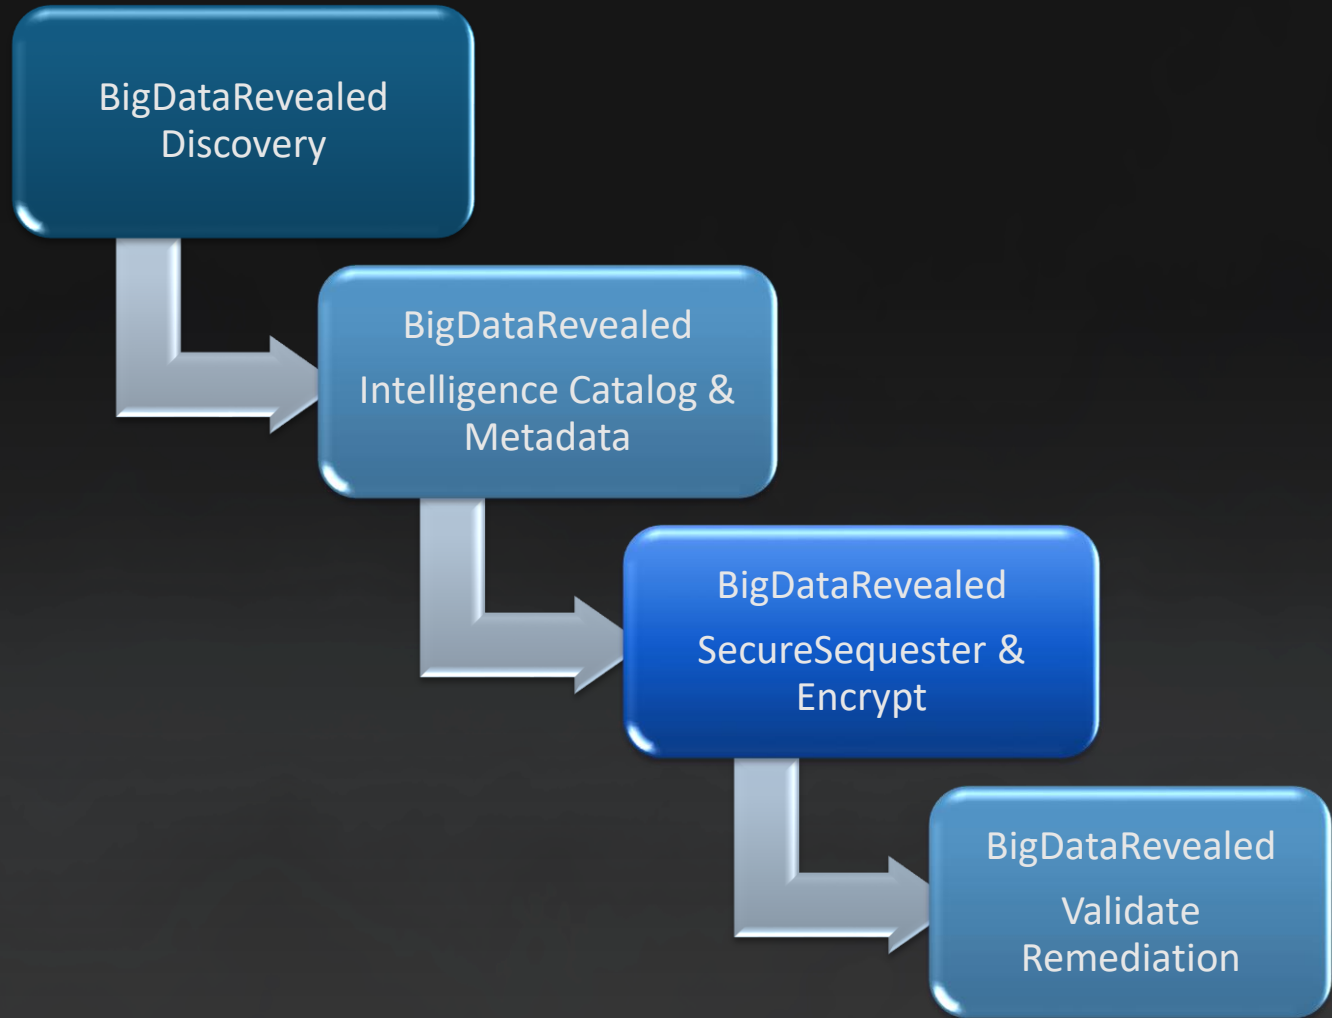 BigDataRevealed
Discovery
BigDataRevealed
Intelligence Catalog &
Metadata
BigDataRevealed
SecureSequester &
Encrypt
BigDataRevealed
Validate
Remediation